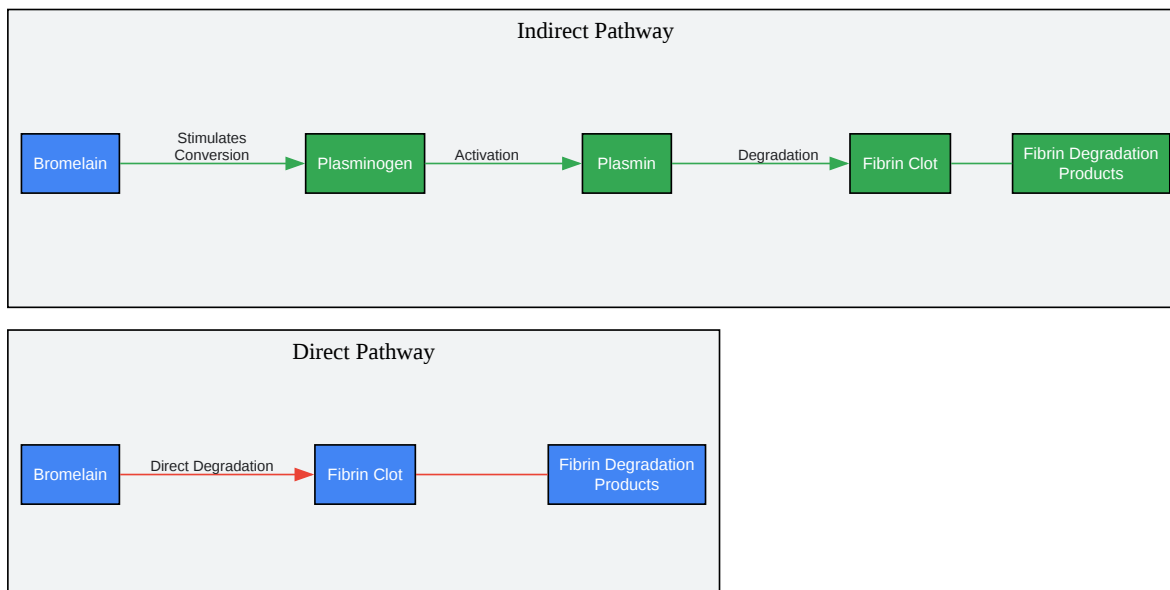 Indirect Pathway
Bromelain
Stimulates
Conversion
Plasminogen
Activation
Plasmin
Degradation
Fibrin Clot
Fibrin Degradation
Products
Direct Pathway
Bromelain
Direct Degradation
Fibrin Clot
Fibrin Degradation
Products